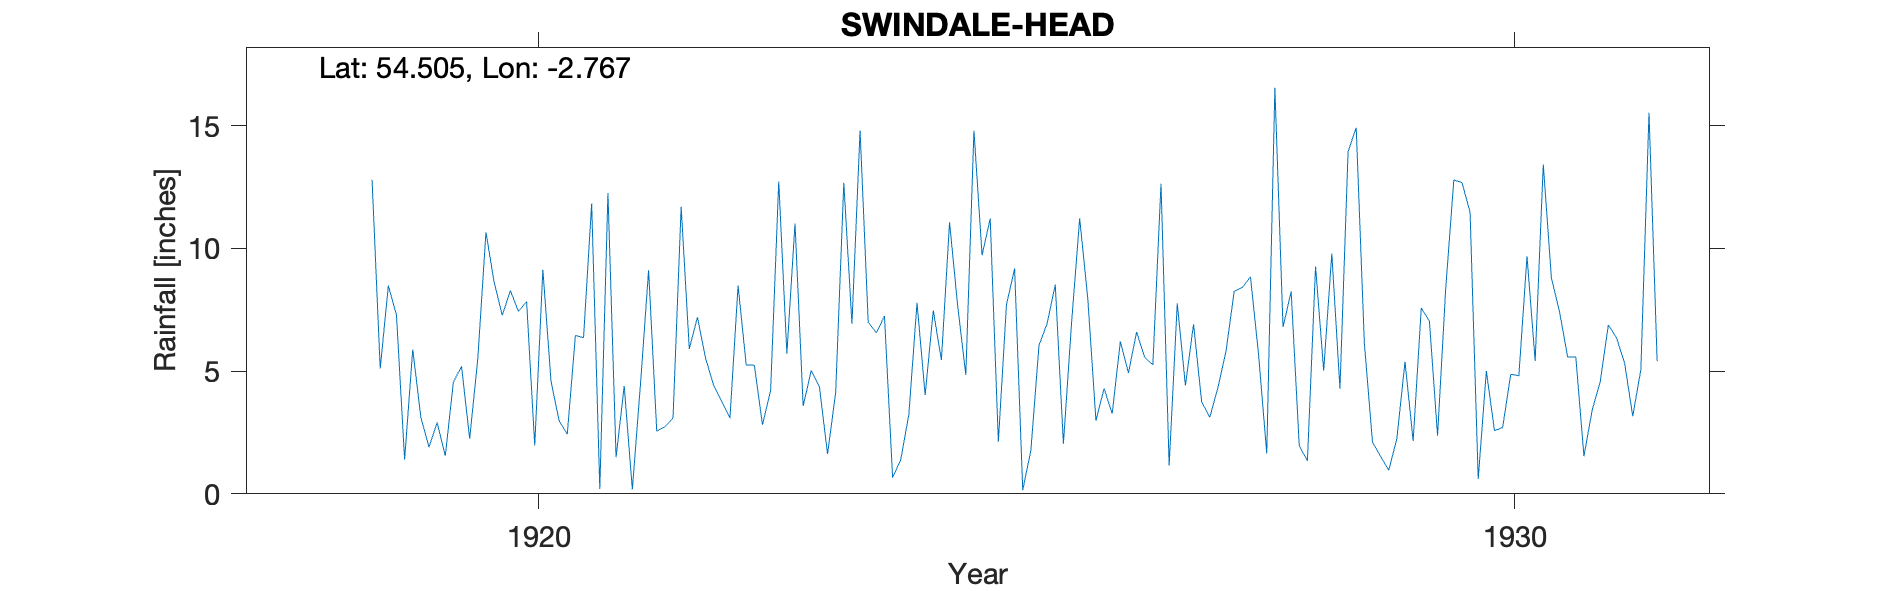 SWINDALE-HEAD
Lat: 54.505, Lon: -2.767
15
10
5
0
Rainfall [inches]
1920
1930
Year